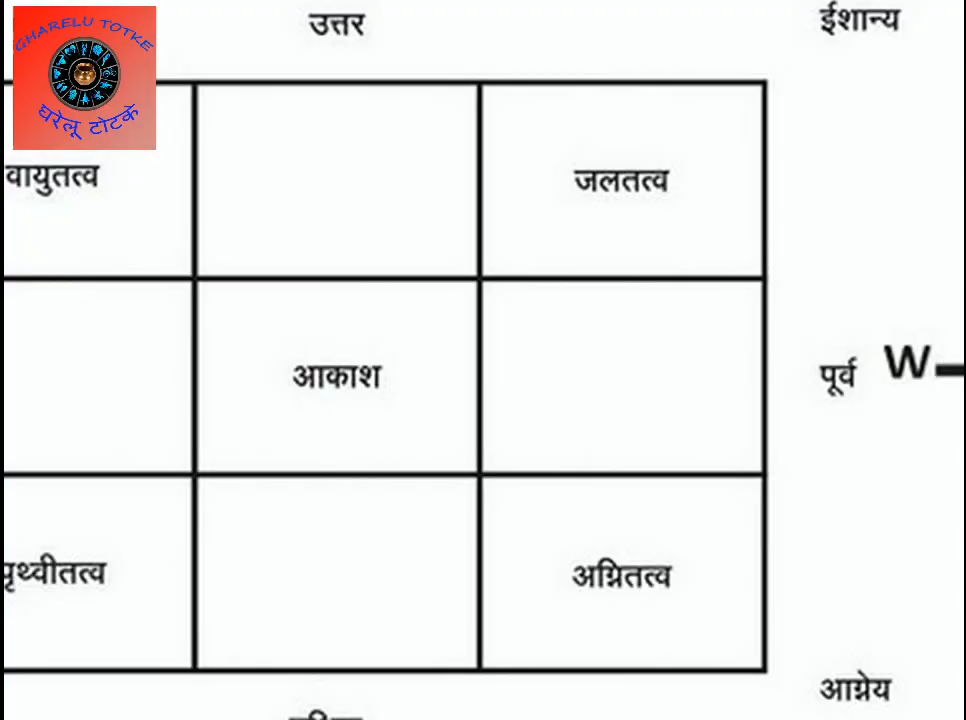 GHARELU TOTKE
घरेलू टोटके
उत्तर
ईशान्य
वायुतत्व
जलतत्व
आकाश
पूर्व
W
पृथ्वीतत्व
अग्नितत्व
आग्नेय